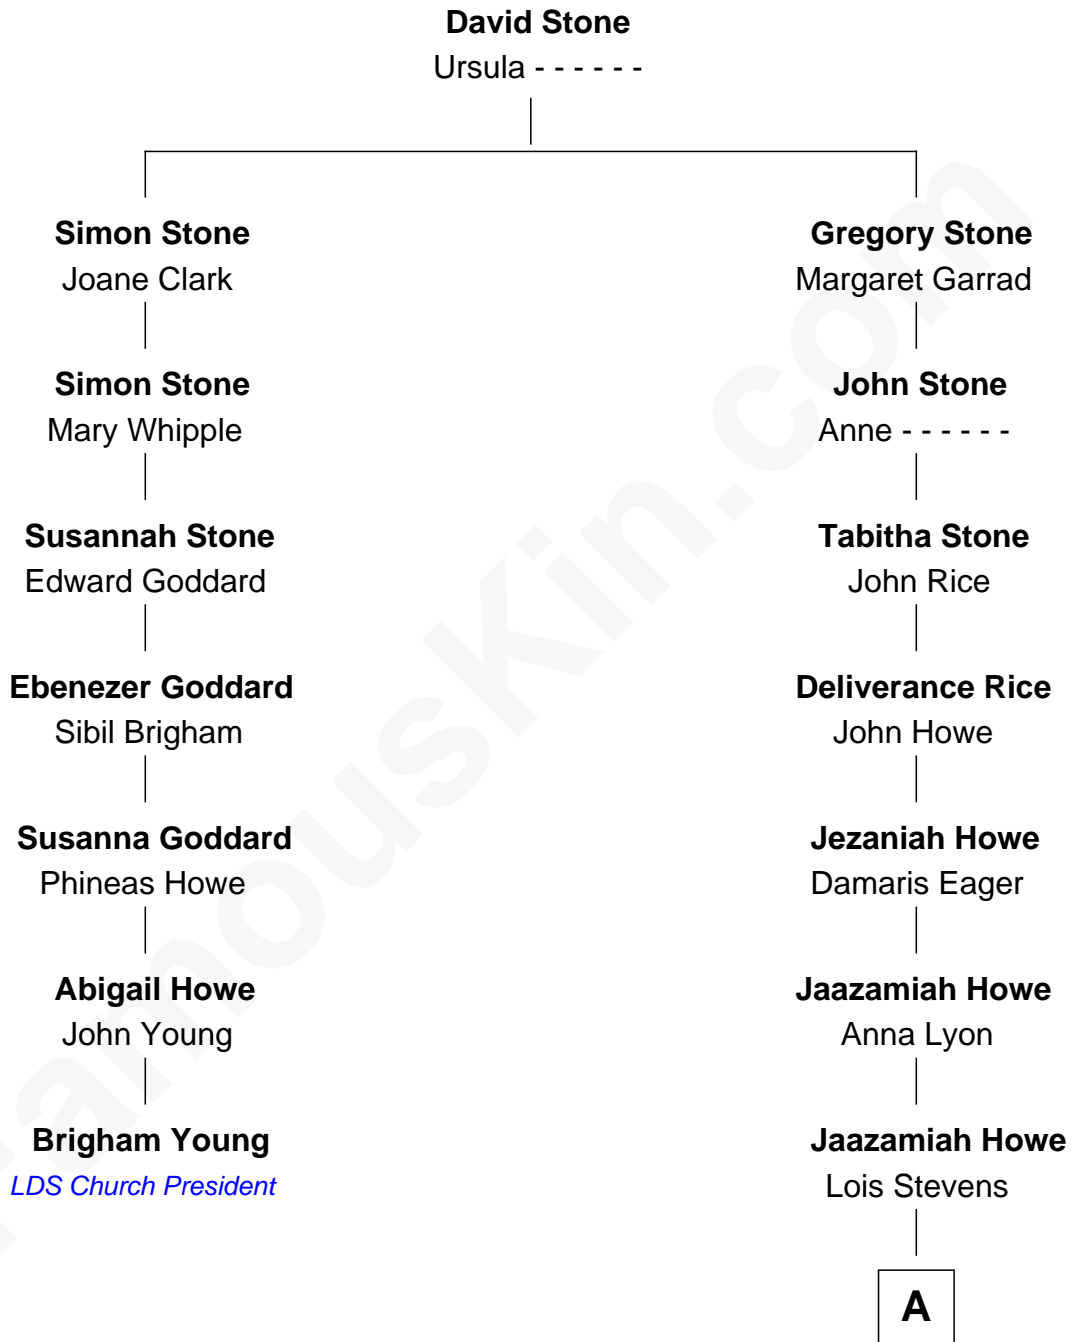 David Stone
Ursula - - - - - -
Simon Stone
Joane Clark
Simon Stone
Mary Whipple
Susannah Stone
Edward Goddard
Ebenezer Goddard
Sibil Brigham
Susanna Goddard
Phineas Howe
Abigail Howe
John Young
Brigham Young
LDS Church President
Gregory Stone
Margaret Garrad
John Stone
Anne - - - - - -
Tabitha Stone
John Rice
Deliverance Rice
John Howe
Jezaniah Howe
Damaris Eager
Jaazamiah Howe
Anna Lyon
Jaazamiah Howe
Lois Stevens
A
FamousKin.com